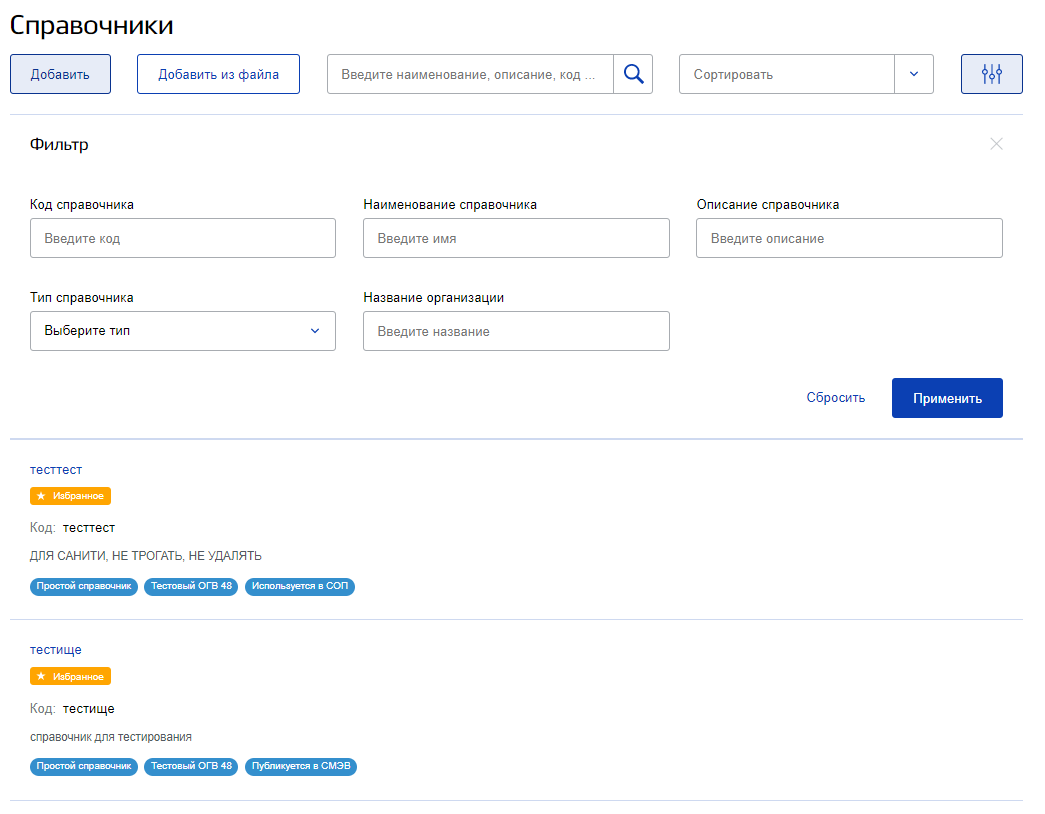 Справочники
Добавить Добавить из файла Введите наименование, описание, код ... Сортировать
Фильтр
Код справочника Наименование справочника Описание справочника
Введите код Введите имя Введите описание
Тип справочника Название организации
Выберите тип Введите название
Сбросить Применить
тесттест
Избранное
Код: тесттест
ДЛЯ САНИТИ, НЕ ТРОГАТЬ, НЕ УДАЛЯТЬ
Простой справочник Тестовый ОГВ 48 Используется в СОП
тестище
Избранное
Код: тестище
справочник для тестирования
Простой справочник Тестовый ОГВ 48 Публикуется в СМЭВ